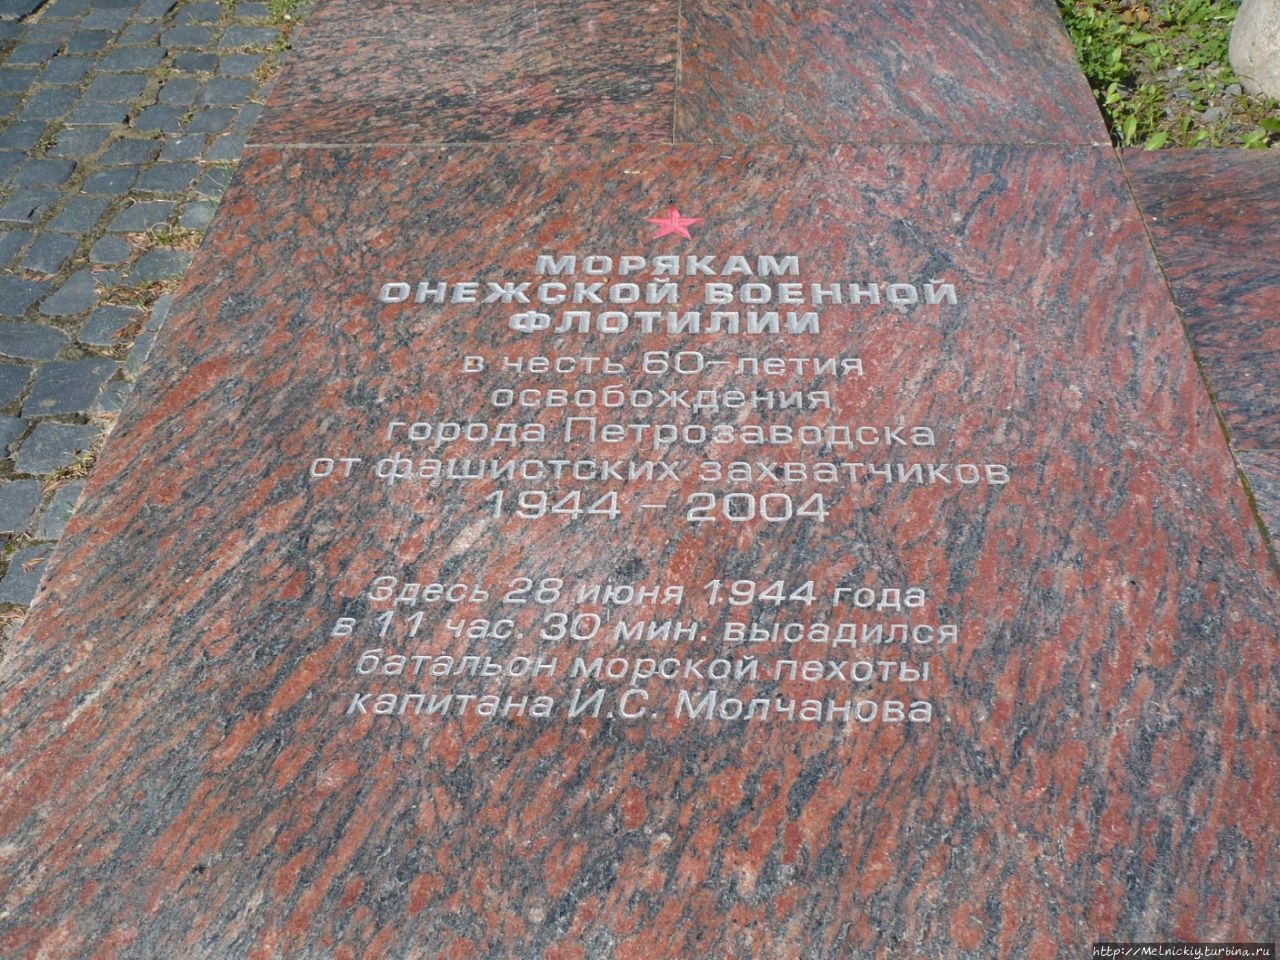 МОРЯКАМ
ОНЕЖСКОЙ ВОЕННОЙ
ФЛОТИЛИИ
в честь 60-летия
освобождения
города Петрозаводска
от фашистских захватчиков
1944 - 2004
Здесь 28 июня 1944 года
в 11 час. 30 мин. высадился
батальон морской пехоты
капитана И.С. Молчанова
http://Melnickiy.turbina.ru